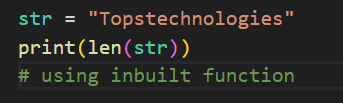 str = "Topstechnologies"
print(len(str))
# using inbuilt function